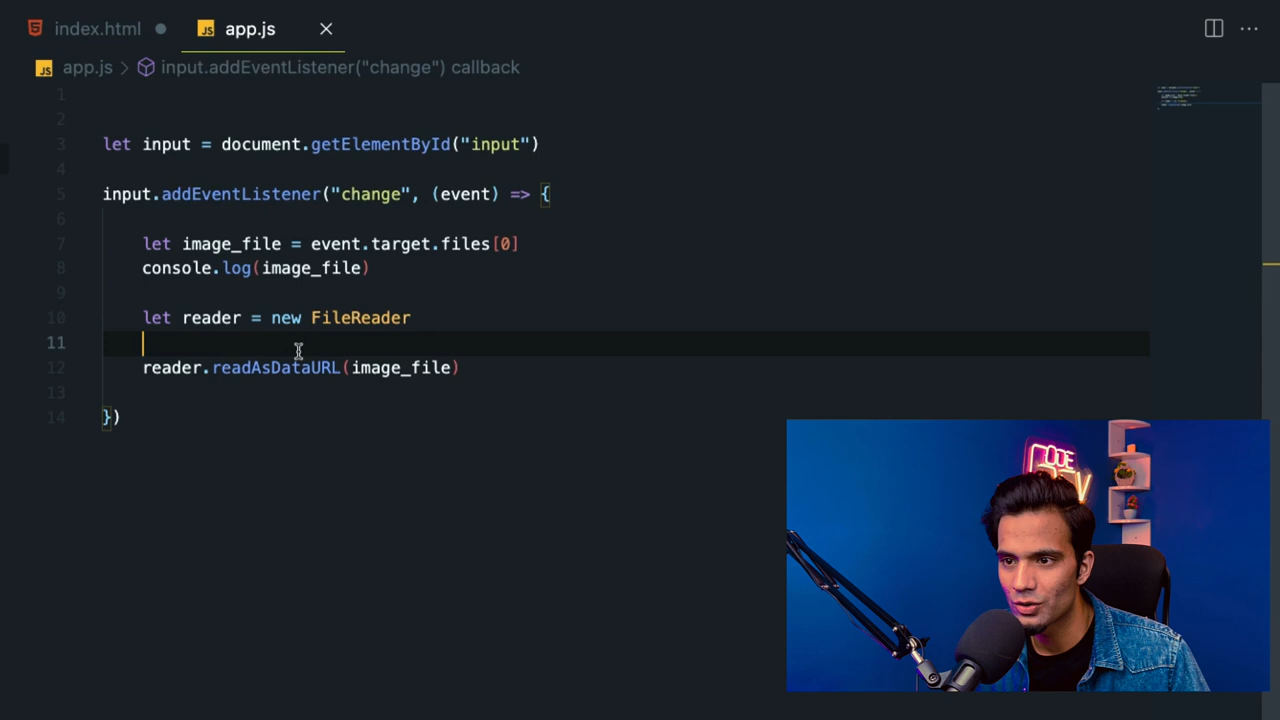 index.html
JS app.js
JS app.js > input.addEventListener("change") callback
1
2
3 let input = document.getElementById("input")
4
5 input.addEventListener("change", (event) => {
6
7 let image_file = event.target.files[0]
8 console.log(image_file)
9
10 let reader = new FileReader
11
12 reader.readAsDataURL(image_file)
13
14 })